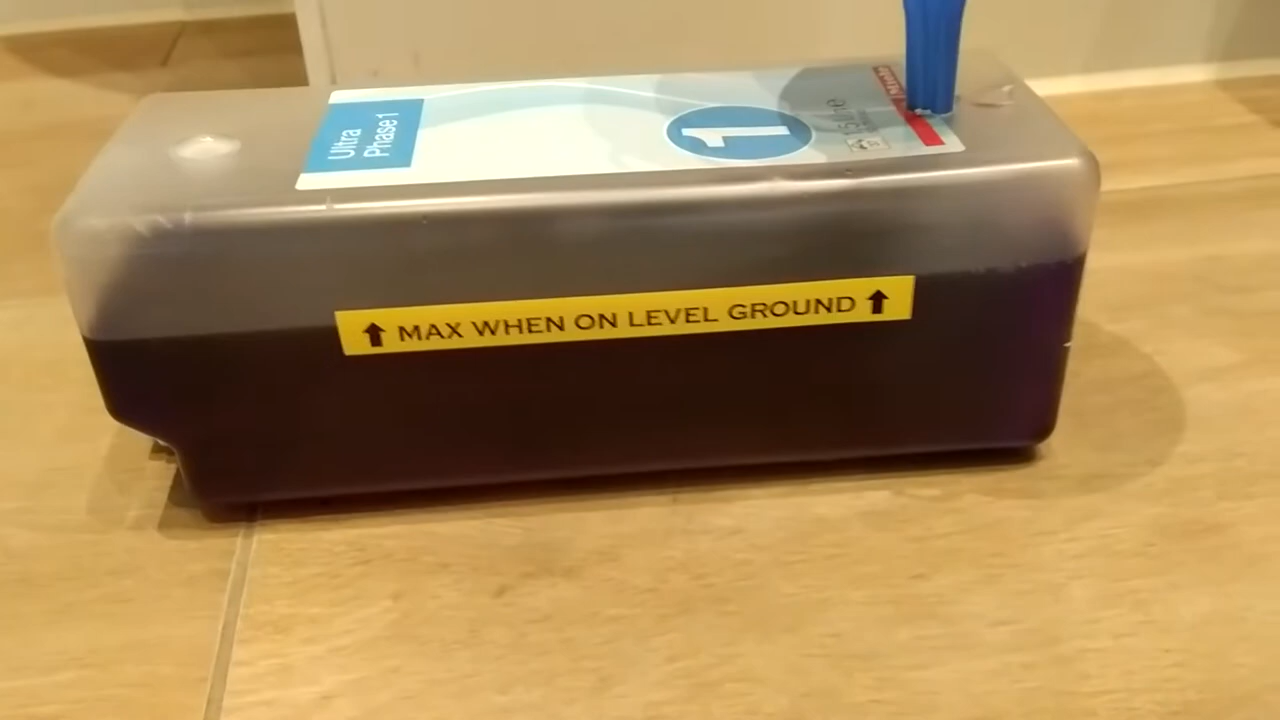 Ultra
Phase 1
1
↑ MAX WHEN ON LEVEL GROUND ↑